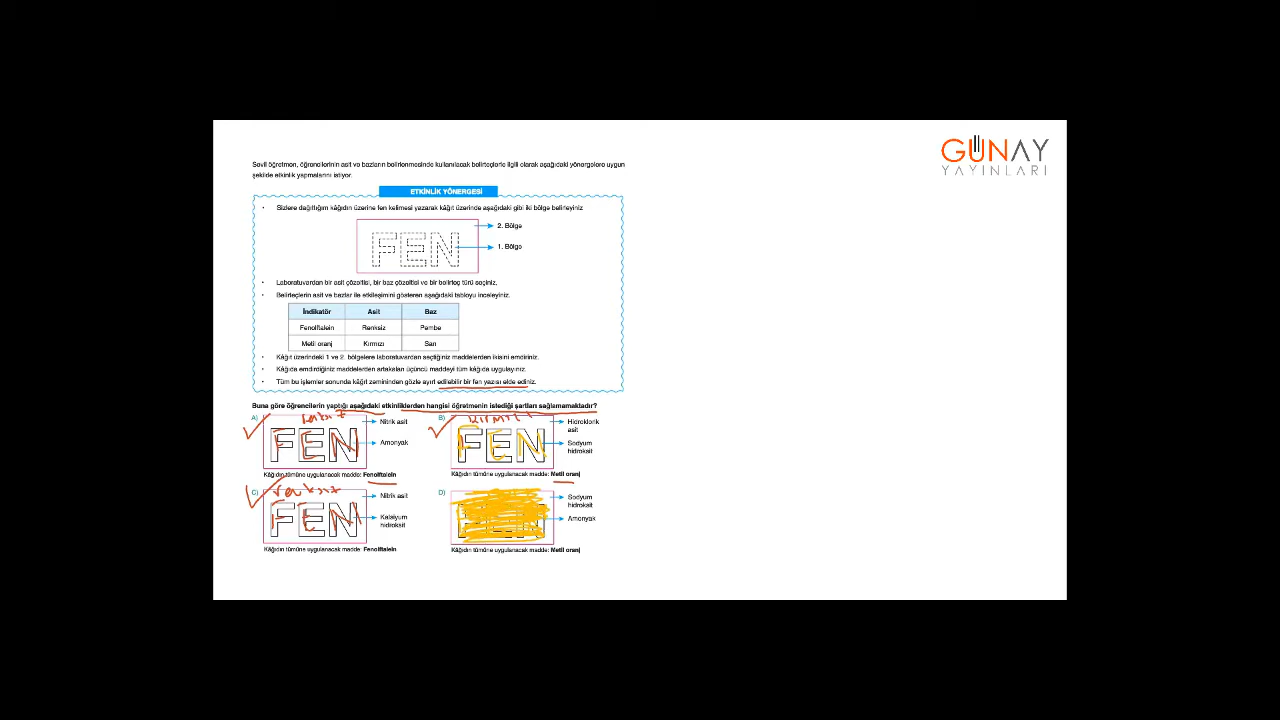 GÜNAY
YAYINLARI
Sevil öğretmen, öğrencilerinin asit ve bazların belirlenmesinde kullanılacak belirteçlerle ilgili olarak aşağıdaki yönergelere uygun
şekilde etkinlik yapmalarını istiyor.
ETKİNLİK YÖNERGESİ
• Sizlere dağıttığım kâğıdın üzerine fen kelimesi yazarak kâğıt üzerinde aşağıdaki gibi iki bölge belirleyiniz
FEN
2. Bölge
1. Bölge
• Laboratuvardan bir asit çözeltisi, bir baz çözeltisi ve bir belirteç türü seçiniz.
• Belirteçlerin asit ve bazlar ile etkileşimini gösteren aşağıdaki tabloyu inceleyiniz.
İndikatör Asit Baz
Fenolftalein Renksiz Pembe
Metil oranj Kırmızı Sarı
• Kâğıt üzerindeki 1 ve 2. bölgelere laboratuvardan seçtiğiniz maddelerden ikisini emdiriniz.
• Kâğıda emdirdiğiniz maddelerden artakalan üçüncü maddeyi tüm kâğıda uygulayınız.
• Tüm bu işlemler sonunda kâğıt zemininden gözle ayırt edilebilir bir fen yazısı elde ediniz.
Buna göre öğrencilerin yaptığı aşağıdaki etkinliklerden hangisi öğretmenin istediği şartları sağlamamaktadır?
A)
renksiz
FEN
Nitrik asit
Amonyak
Kâğıdın tümüne uygulanacak madde: Fenolftalein
B)
kırmızı
FEN
Hidroklorik
asit
Sodyum
hidroksit
Kâğıdın tümüne uygulanacak madde: Metil oranj
C)
renksiz
FEN
Nitrik asit
Kalsiyum
hidroksit
Kâğıdın tümüne uygulanacak madde: Fenolftalein
D)
FEN
Sodyum
hidroksit
Amonyak
Kâğıdın tümüne uygulanacak madde: Metil oranj